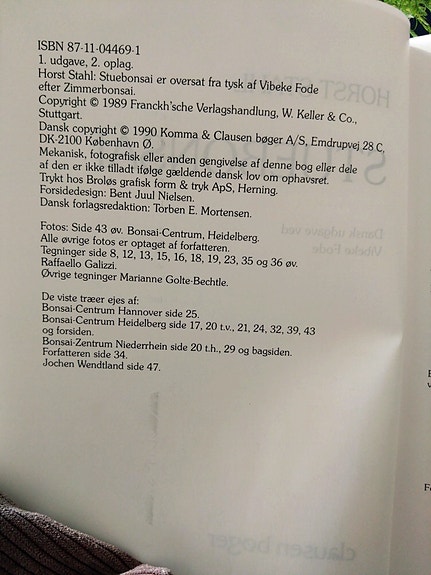 ISBN 87-11-04469-1
1. udgave, 2. oplag.
Horst Stahl: Stuebonsai er oversat fra tysk af Vibeke Fode
efter Zimmerbonsai.
Copyright © 1989 Franckh'sche Verlagshandlung, W. Keller & Co.,
Stuttgart.
Dansk copyright © 1990 Komma & Clausen bøger A/S, Emdrupvej 28 C,
DK-2100 København Ø.
Mekanisk, fotografisk eller anden gengivelse af denne bog eller dele
af den er ikke tilladt ifølge gældende dansk lov om ophavsret.
Trykt hos Broløs grafisk form & tryk ApS, Herning.
Forsidedesign: Bent Juul Nielsen.
Dansk forlagsredaktion: Torben E. Mortensen.
Fotos: Side 43 øv. Bonsai-Centrum, Heidelberg.
Alle øvrige fotos er optaget af forfatteren.
Tegninger side 8, 12, 13, 15, 16, 18, 19, 23, 35 og 36 øv.
Raffaello Galizzi.
Øvrige tegninger Marianne Golte-Bechtle.
De viste træer ejes af:
Bonsai-Centrum Hannover side 25.
Bonsai-Centrum Heidelberg side 17, 20 t.v., 21, 24, 32, 39, 43
og forsiden.
Bonsai-Zentrum Niederrhein side 20 t.h., 29 og bagsiden.
Forfatteren side 34.
Jochen Wendtland side 47.